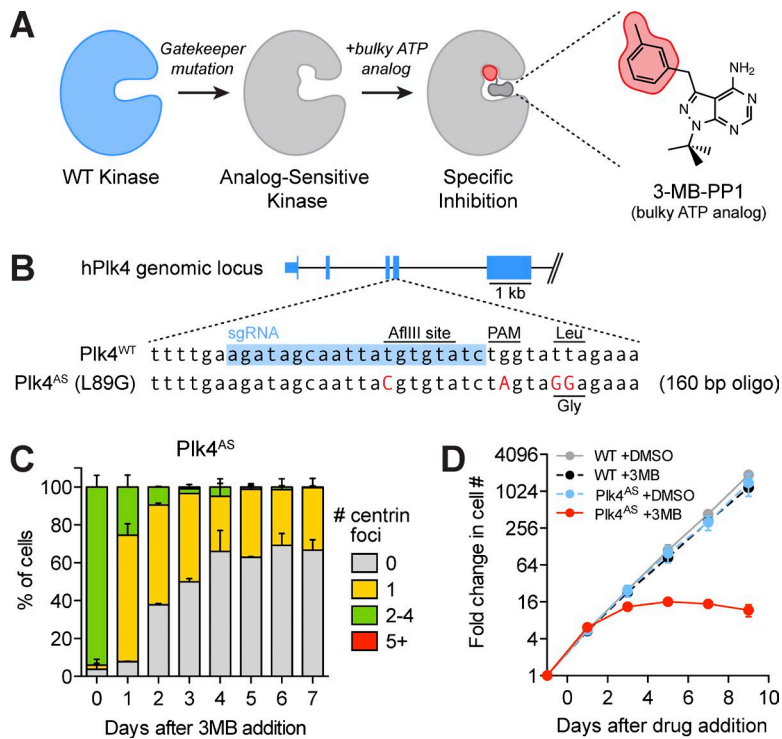 A
Gatekeeper
mutation
+bulky ATP
analog
NH₂
N
N
N
N
N
WT Kinase
Analog-Sensitive
Kinase
Specific
Inhibition
3-MB-PP1
(bulky ATP analog)
B
hPlk4 genomic locus
1 kb
sgRNA
AflIII site
PAM
Leu
Plk4WT
ttttgaagatagcaattatgtgtatctggtattagaaa
Plk4AS (L89G)
ttttgaagatagcaattaCgtgtatctAgtaGGagaaa
(160 bp oligo)
Gly
C
Plk4AS
% of cells
100
80
60
40
20
0
0 1 2 3 4 5 6 7
Days after 3MB addition
# centrin
foci
0
1
2-4
5+
D
Fold change in cell #
4096
1024
256
64
16
4
1
0 2 4 6 8 10
Days after drug addition
WT +DMSO
WT +3MB
Plk4AS +DMSO
Plk4AS +3MB